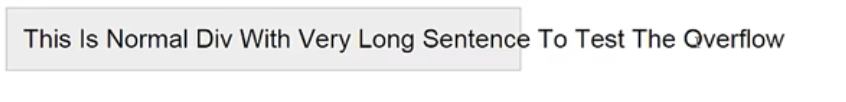 This Is Normal Div With Very Long Sentence To Test The Overflow